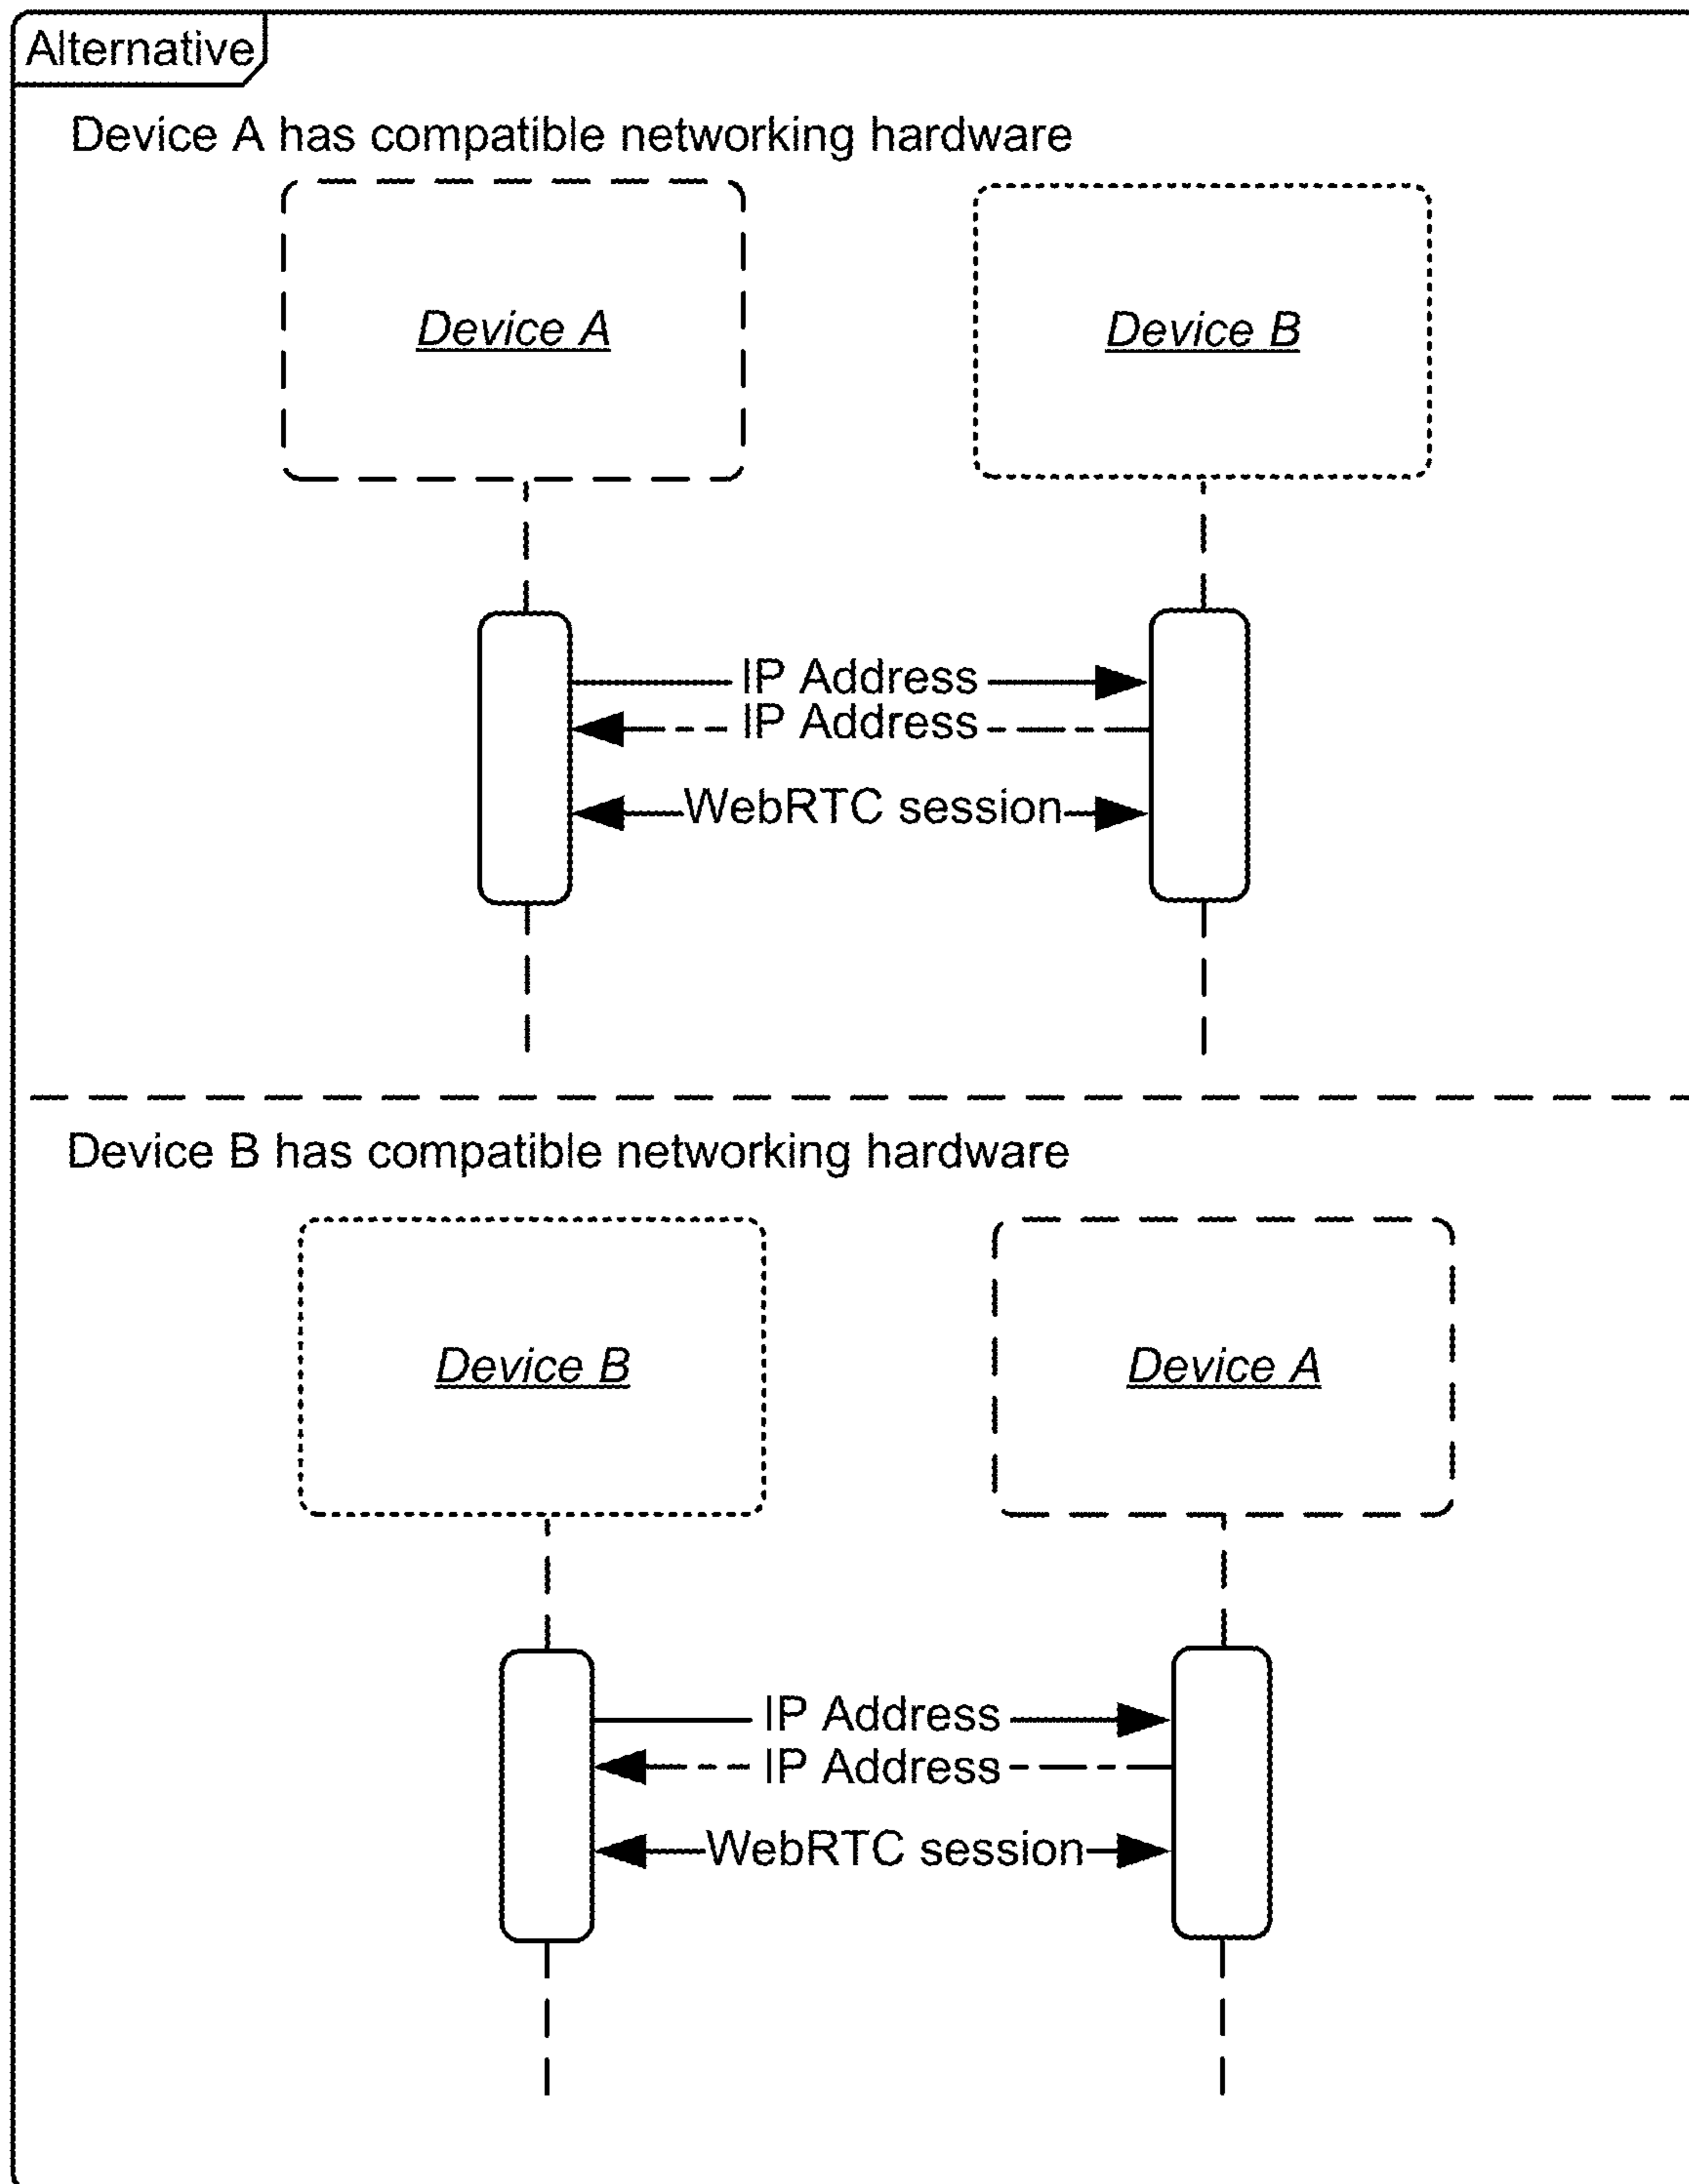 Alternative
Device A has compatible networking hardware
Device A
Device B
IP Address
IP Address
WebRTC session
Device B has compatible networking hardware
Device B
Device A
IP Address
IP Address
WebRTC session